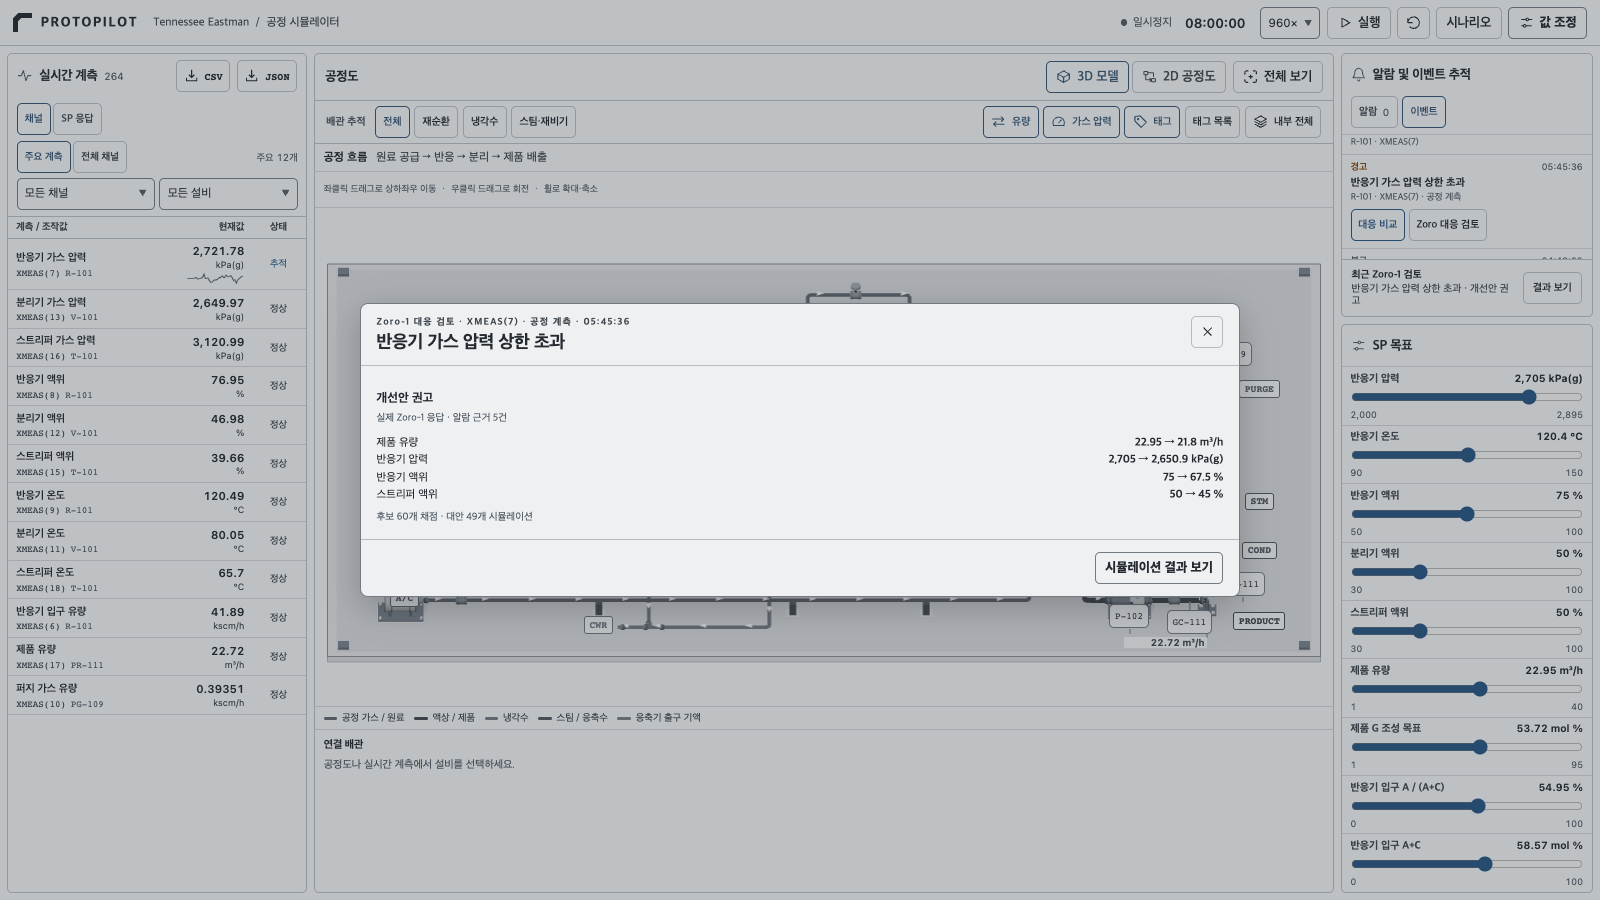 PROTOPILOT
Tennessee Eastman / 공정 시뮬레이터
일시정지
08:00:00
960×
실행
시나리오
값 조정
실시간 계측 264
CSV
JSON
채널
SP 응답
주요 계측
전체 채널
주요 12개
모든 채널
모든 설비
계측 / 조작값
현재값
상태
반응기 가스 압력
2,721.78
XMEAS(7) R-101
kPa(g)
추적
분리기 가스 압력
2,649.97
XMEAS(13) V-101
kPa(g)
정상
스트리퍼 가스 압력
3,120.99
XMEAS(16) T-101
kPa(g)
정상
반응기 액위
76.95
XMEAS(8) R-101
%
정상
분리기 액위
46.98
XMEAS(12) V-101
%
정상
스트리퍼 액위
39.66
XMEAS(15) T-101
%
정상
반응기 온도
120.49
XMEAS(9) R-101
°C
정상
분리기 온도
80.05
XMEAS(11) V-101
°C
정상
스트리퍼 온도
65.7
XMEAS(18) T-101
°C
정상
반응기 입구 유량
41.89
XMEAS(6) R-101
kscm/h
정상
제품 유량
22.72
XMEAS(17) PR-111
m³/h
정상
퍼지 가스 유량
0.39351
XMEAS(10) PG-109
kscm/h
정상
공정도
3D 모델
2D 공정도
전체 보기
배관 추적
전체
재순환
냉각수
스팀·재비기
유량
가스 압력
태그
태그 목록
내부 전체
공정 흐름 원료 공급 → 반응 → 분리 → 제품 배출
좌클릭 드래그로 상하좌우 이동 · 우클릭 드래그로 회전 · 휠로 확대·축소
Zoro-1 대응 검토 · XMEAS(7) · 공정 계측 · 05:45:36
반응기 가스 압력 상한 초과
개선안 권고
실제 Zoro-1 응답 · 알람 근거 5건
제품 유량
22.95 → 21.8 m³/h
반응기 압력
2,705 → 2,650.9 kPa(g)
반응기 액위
75 → 67.5 %
스트리퍼 액위
50 → 45 %
후보 60개 채점 · 대안 49개 시뮬레이션
시뮬레이션 결과 보기
9
PURGE
STM
COND
-111
A/C
CWR
P-102
GC-111
PRODUCT
22.72 m³/h
공정 가스 / 원료
액상 / 제품
냉각수
스팀 / 응축수
응축기 출구 기액
연결 배관
공정도나 실시간 계측에서 설비를 선택하세요.
알람 및 이벤트 추적
알람 0
이벤트
R-101 · XMEAS(7)
경고
05:45:36
반응기 가스 압력 상한 초과
R-101 · XMEAS(7) · 공정 계측
대응 비교
Zoro 대응 검토
최근 Zoro-1 검토
반응기 가스 압력 상한 초과 · 개선안 권고
결과 보기
SP 목표
반응기 압력
2,705 kPa(g)
2,000
2,895
반응기 온도
120.4 °C
90
150
반응기 액위
75 %
50
100
분리기 액위
50 %
30
100
스트리퍼 액위
50 %
30
100
제품 유량
22.95 m³/h
1
40
제품 G 조성 목표
53.72 mol %
1
95
반응기 입구 A / (A+C)
54.95 %
0
100
반응기 입구 A+C
58.57 mol %
0
100